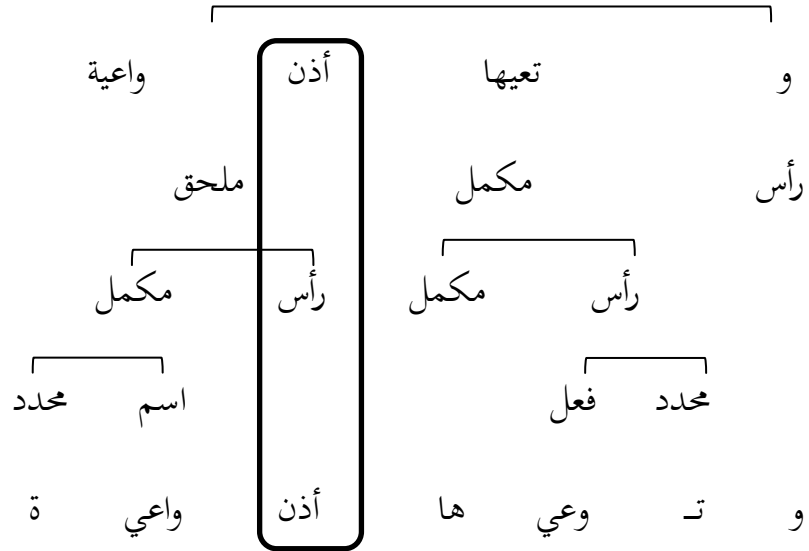 و تعيها أذن واعية
رأس مكمل ملحق
رأس مكمل رأس مكمل
محدد فعل اسم محدد
و تـ وعي ها أذن واعي ة